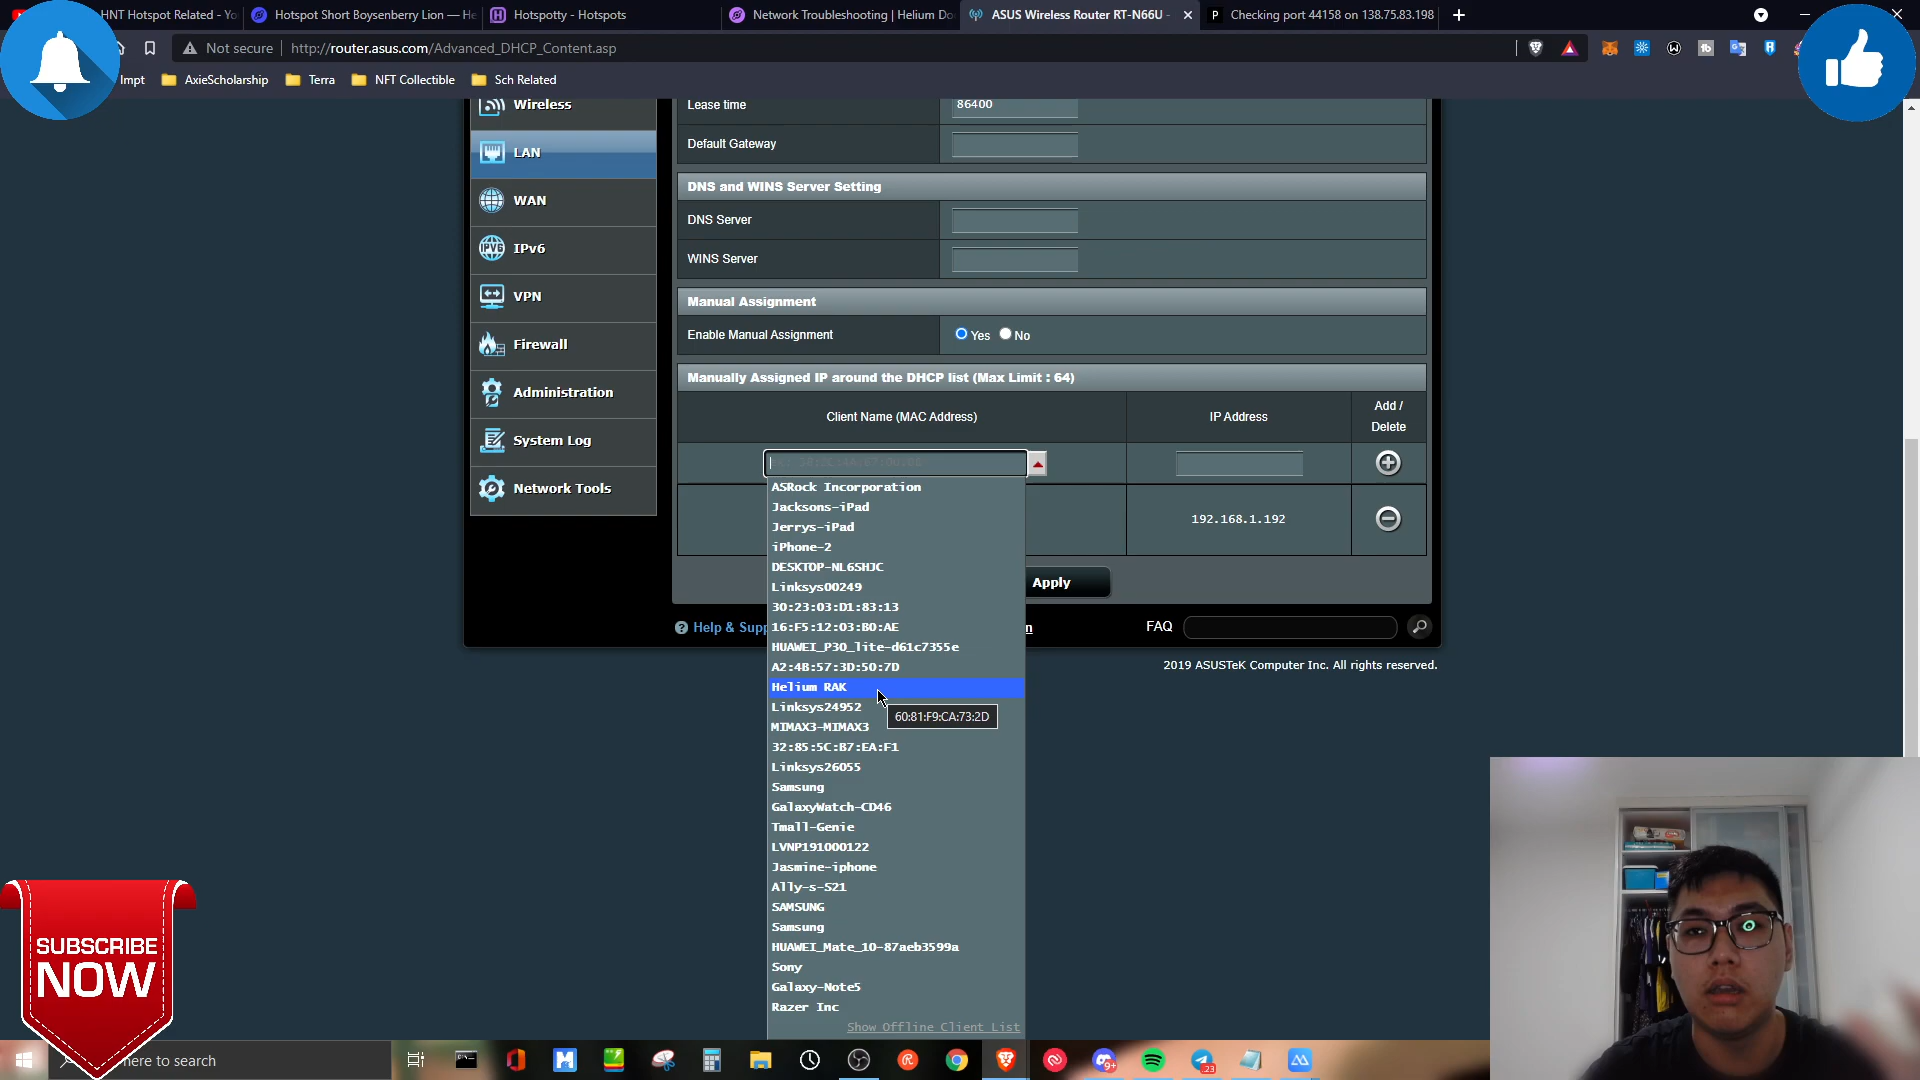 HNT Hotspot Related - Yo
Hotspot Short Boysenberry Lion — He
Hotspotty - Hotspots
Network Troubleshooting | Helium Do
ASUS Wireless Router RT-N66U -
P Checking port 44158 on 138.75.83.198
Not secure
http://router.asus.com/Advanced_DHCP_Content.asp
Impt
AxieScholarship
Terra
NFT Collectible
Sch Related
Wireless
LAN
WAN
IPv6
VPN
Firewall
Administration
System Log
Network Tools
Lease time
86400
Default Gateway
DNS and WINS Server Setting
DNS Server
WINS Server
Manual Assignment
Enable Manual Assignment
Yes No
Manually Assigned IP around the DHCP list (Max Limit : 64)
Client Name (MAC Address)
IP Address
Add /
Delete
ASRock Incorporation
Jacksons-iPad
Jerrys-iPad
iPhone-2
DESKTOP-NL6SHJC
Linksys00249
30:23:03:D1:83:13
16:F5:12:03:B0:AE
HUAWEI_P30_lite-d61c7355e
A2:4B:57:3D:50:7D
Helium RAK
Linksys24952
60:81:F9:CA:73:2D
MIMAX3-MIMAX3
32:85:5C:B7:EA:F1
Linksys26055
Samsung
GalaxyWatch-CD46
Tmall-Genie
LVNP191000122
Jasmine-iphone
Ally-s-S21
SAMSUNG
Samsung
HUAWEI_Mate_10-87aeb3599a
Sony
Galaxy-Note5
Razer Inc
Show Offline Client List
192.168.1.192
Apply
Help & Supp
FAQ
2019 ASUSTeK Computer Inc. All rights reserved.
SUBSCRIBE
NOW
here to search